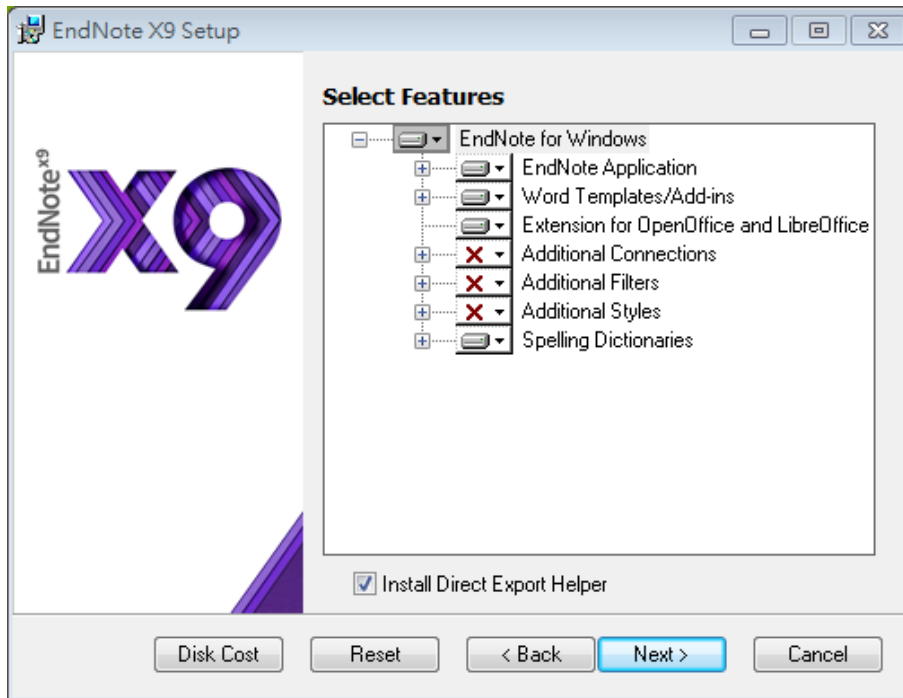 EndNote X9 Setup
EndNote X9
X9
Select Features
EndNote for Windows
EndNote Application
Word Templates/Add-ins
Extension for OpenOffice and LibreOffice
Additional Connections
Additional Filters
Additional Styles
Spelling Dictionaries
Install Direct Export Helper
Disk Cost
Reset
< Back
Next >
Cancel